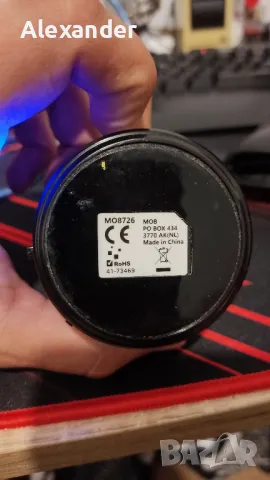 Alexander
MO8726
CE
RoHS
41-73469
MOB
PO BOX 434
3770 AK(NL)
Made in China
bazar